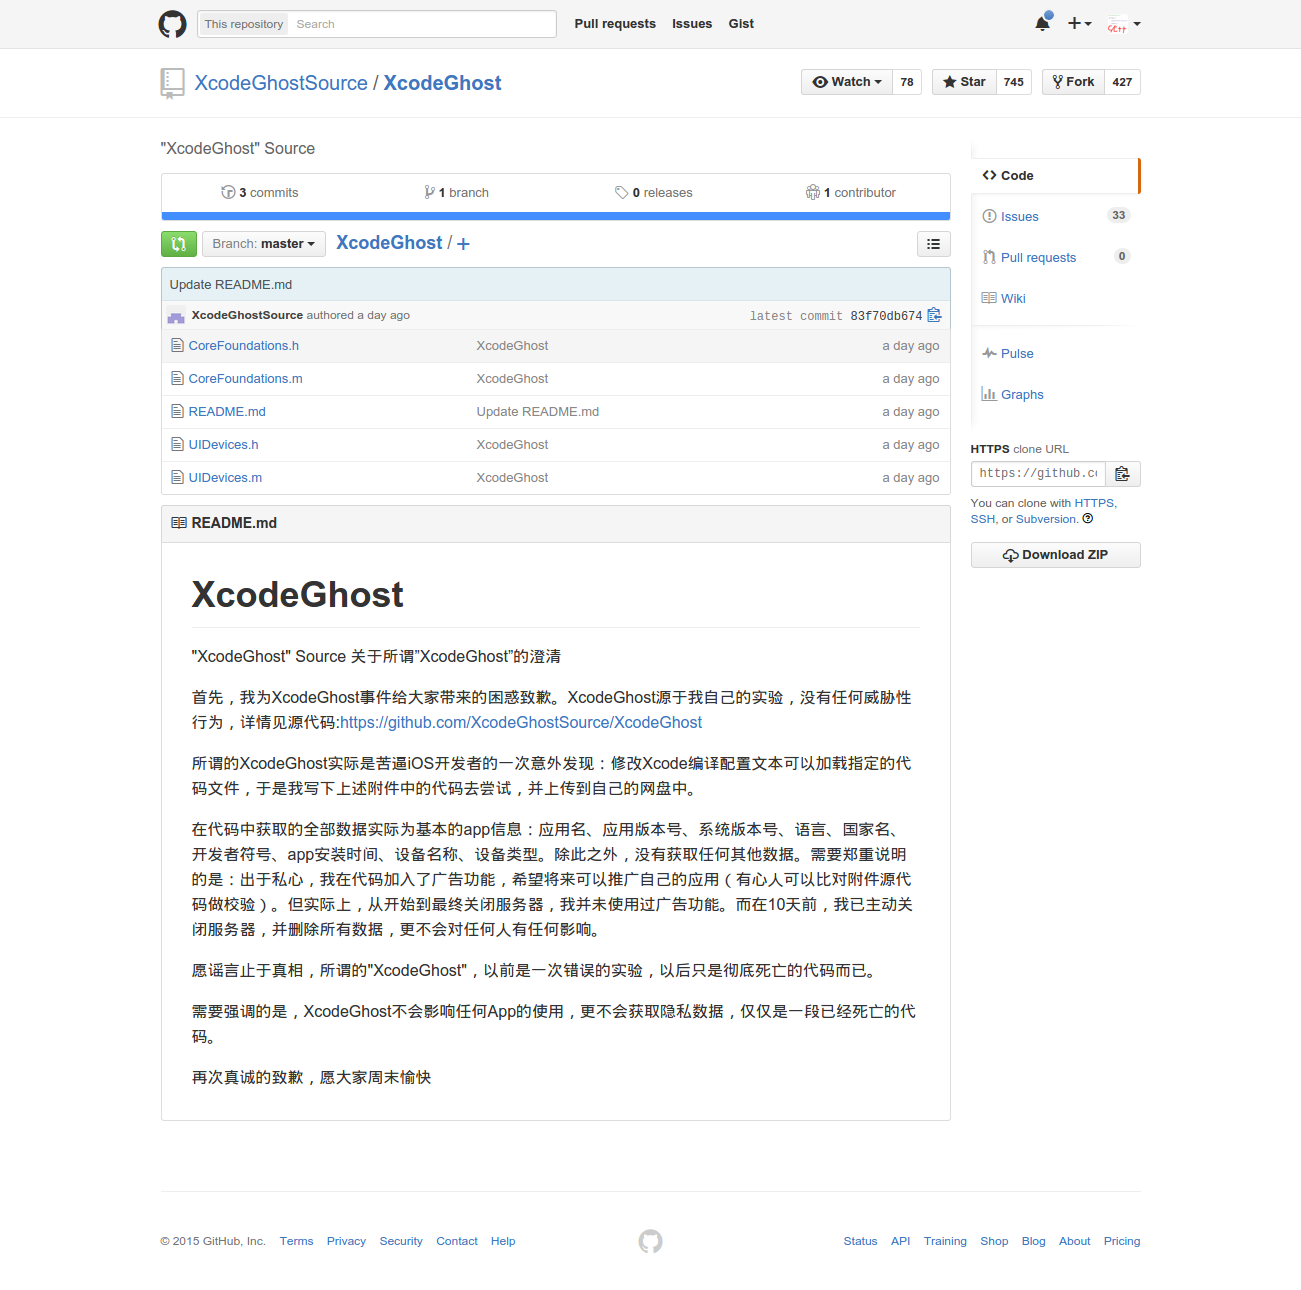 This repository Search Pull requests Issues Gist
XcodeGhostSource / XcodeGhost Watch 78 Star 745 Fork 427
"XcodeGhost" Source
3 commits 1 branch 0 releases 1 contributor
Branch: master XcodeGhost / +
Update README.md
XcodeGhostSource authored a day ago latest commit 83f70db674
CoreFoundations.h XcodeGhost a day ago
CoreFoundations.m XcodeGhost a day ago
README.md Update README.md a day ago
UIDevices.h XcodeGhost a day ago
UIDevices.m XcodeGhost a day ago
README.md
XcodeGhost
"XcodeGhost" Source 关于所谓”XcodeGhost”的澄清
首先，我为XcodeGhost事件给大家带来的困惑致歉。XcodeGhost源于我自己的实验，没有任何威胁性
行为，详情见源代码:https://github.com/XcodeGhostSource/XcodeGhost
所谓的XcodeGhost实际是苦逼iOS开发者的一次意外发现：修改Xcode编译配置文本可以加载指定的代
码文件，于是我写下上述附件中的代码去尝试，并上传到自己的网盘中。
在代码中获取的全部数据实际为基本的app信息：应用名、应用版本号、系统版本号、语言、国家名、
开发者符号、app安装时间、设备名称、设备类型。除此之外，没有获取任何其他数据。需要郑重说明
的是：出于私心，我在代码加入了广告功能，希望将来可以推广自己的应用（有心人可以比对附件源代
码做校验）。但实际上，从开始到最终关闭服务器，我并未使用过广告功能。而在10天前，我已主动关
闭服务器，并删除所有数据，更不会对任何人有任何影响。
愿谣言止于真相，所谓的"XcodeGhost"，以前是一次错误的实验，以后只是彻底死亡的代码而已。
需要强调的是，XcodeGhost不会影响任何App的使用，更不会获取隐私数据，仅仅是一段已经死亡的代
码。
再次真诚的致歉，愿大家周末愉快
Code
Issues 33
Pull requests 0
Wiki
Pulse
Graphs
HTTPS clone URL
https://github.c
You can clone with HTTPS,
SSH, or Subversion.
Download ZIP
© 2015 GitHub, Inc. Terms Privacy Security Contact Help Status API Training Shop Blog About Pricing